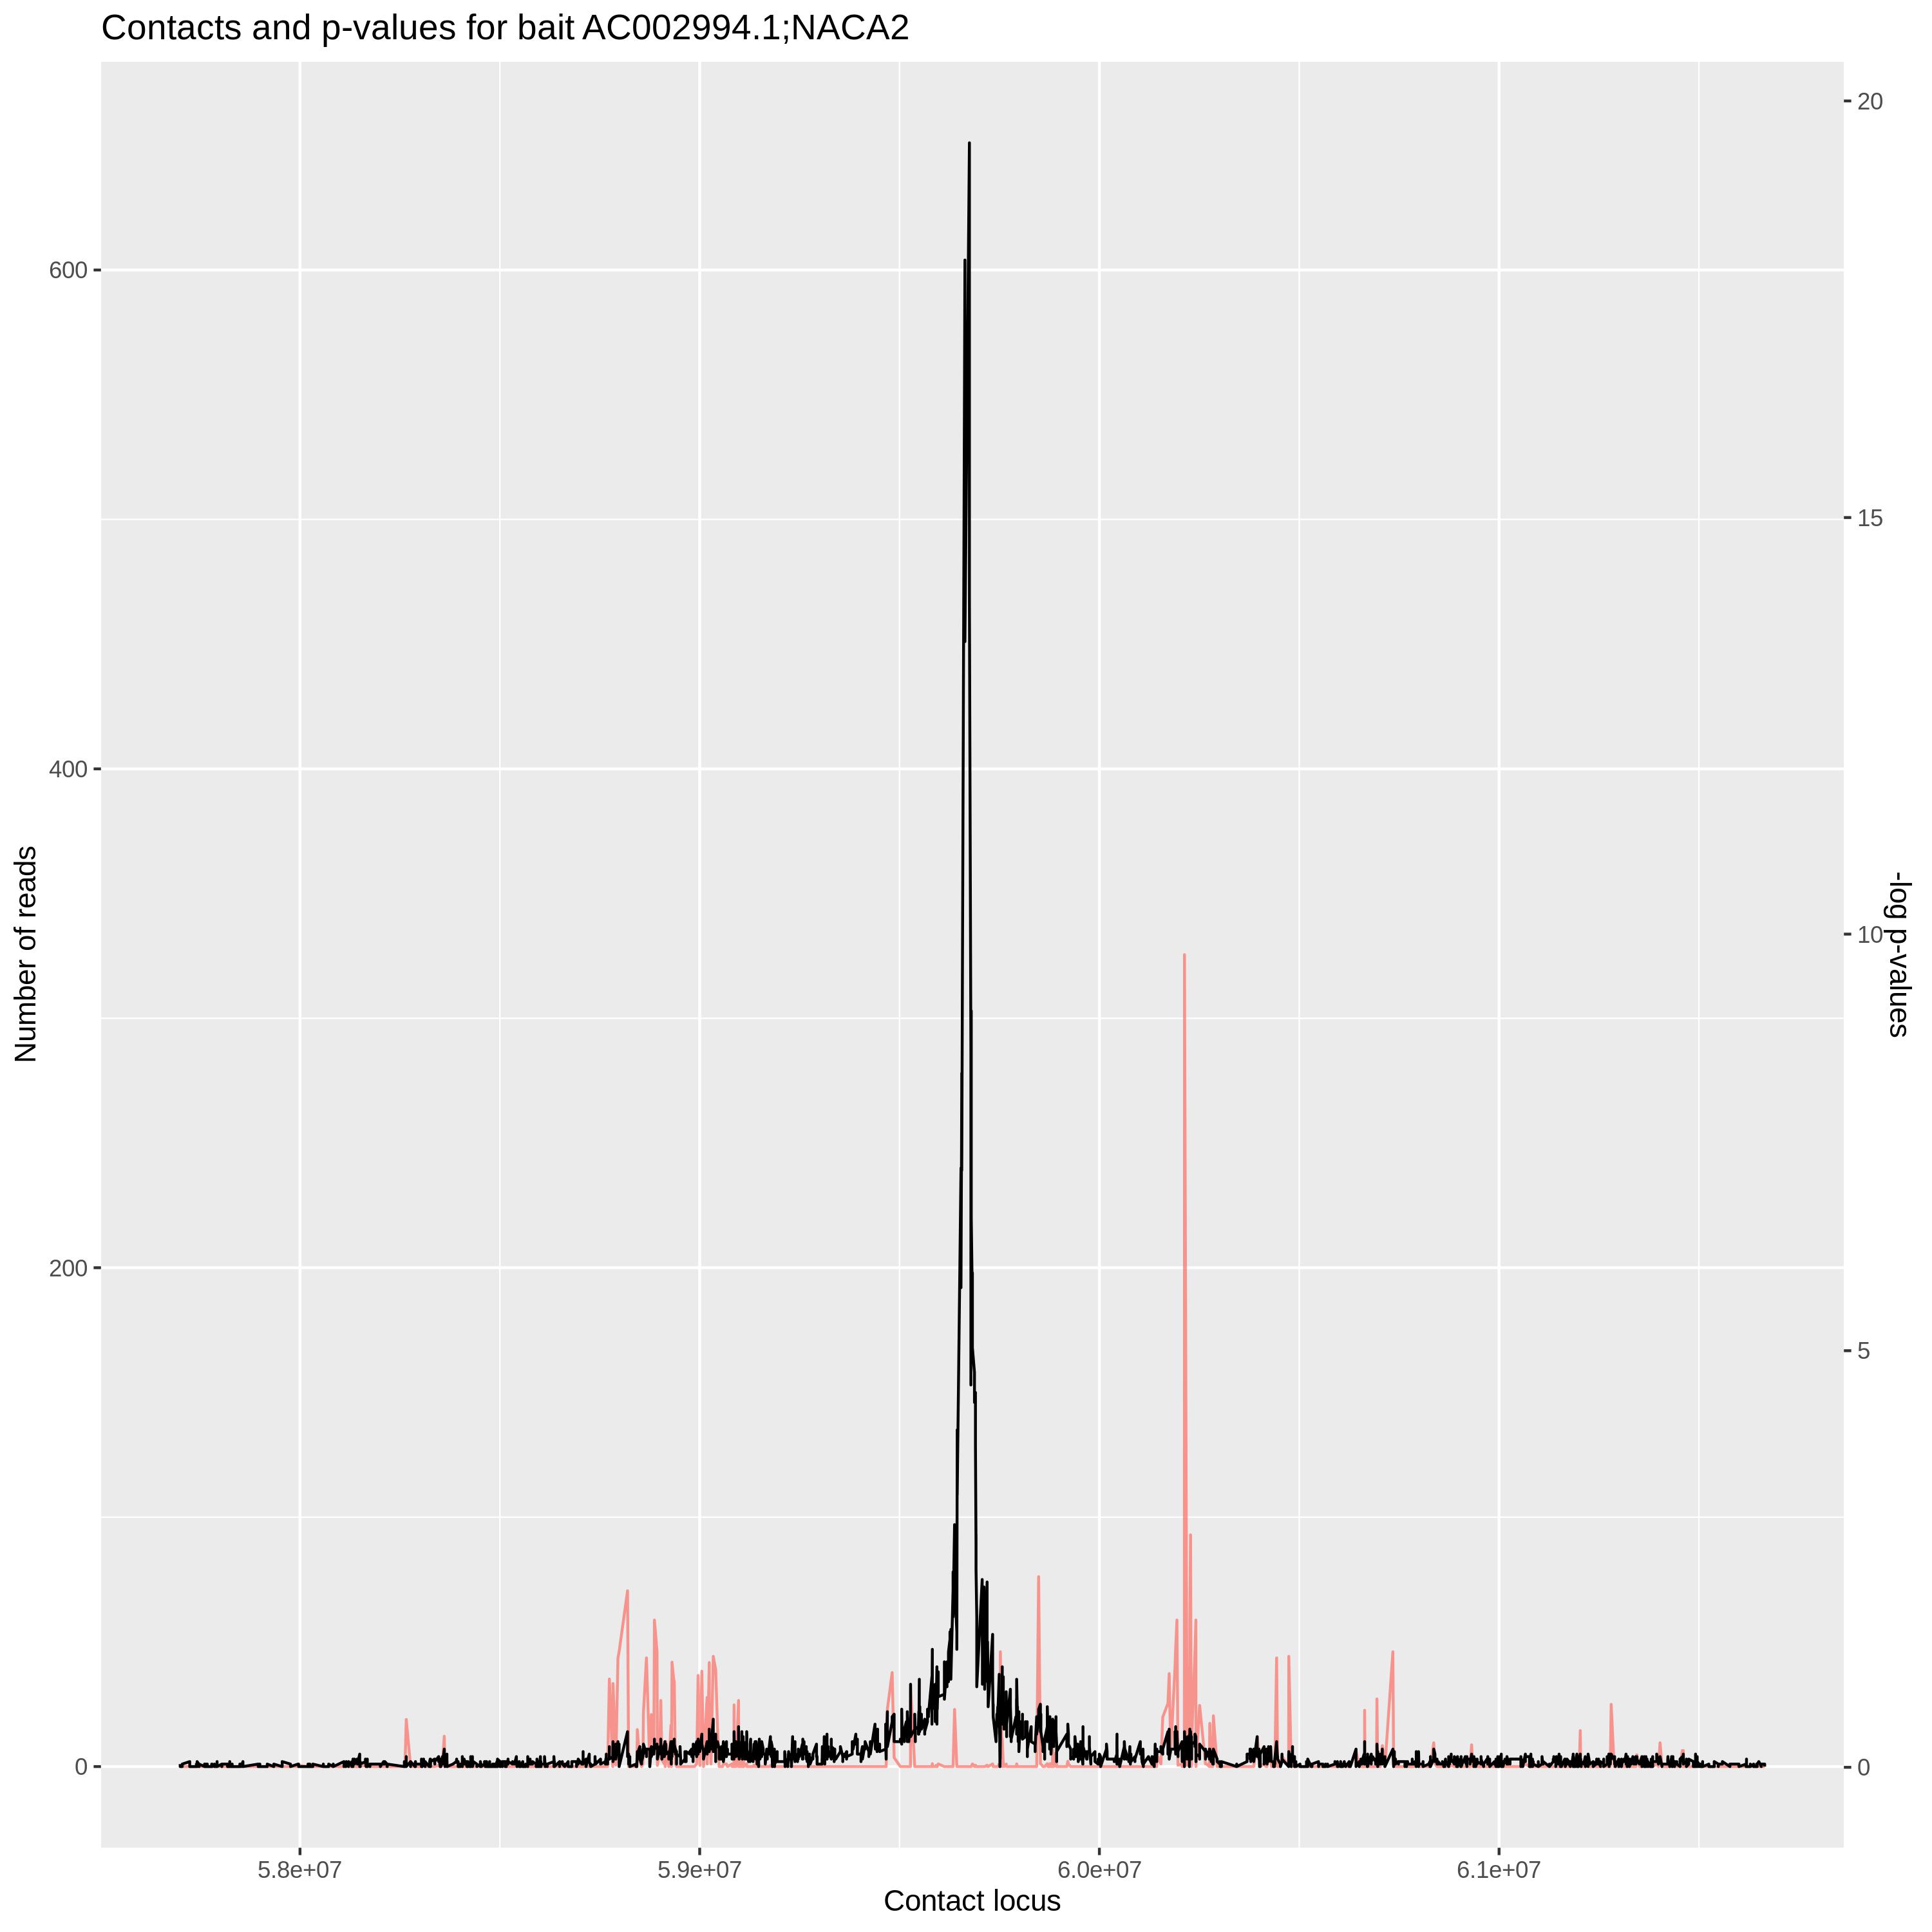 Contacts and p-values for bait AC002994.1;NACA2
Number of reads
600
400
200
0
20
15
10
5
0
-log p-values
5.8e+07
5.9e+07
6.0e+07
6.1e+07
Contact locus